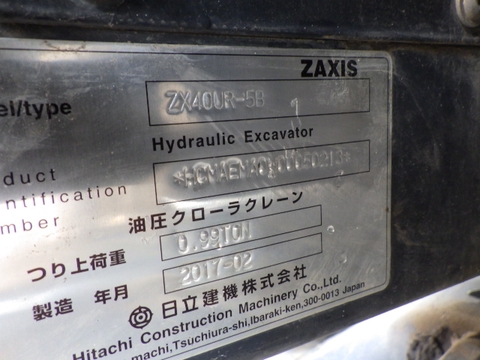 ZAXIS
el/type ZX40UR-5B
Hydraulic Excavator
duct
ntification
mber
油圧クローラクレーン
つり上荷重 0.99TON
製造 年月 2017-02
日立建機株式会社
Hitachi Construction Machinery Co.,Ltd.
machi,Tsuchiura-shi,Ibaraki-ken,300-0013 Japan